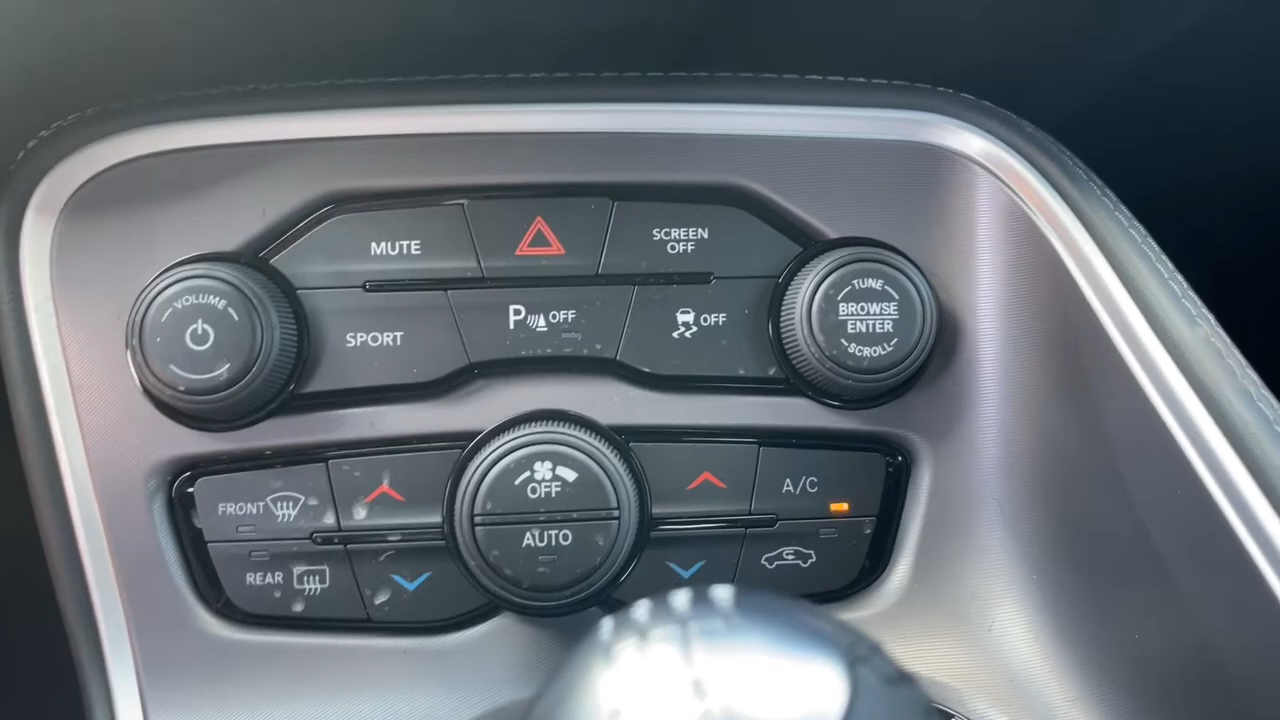 MUTE
SCREEN
OFF
VOLUME
SPORT
P OFF
OFF
TUNE
BROWSE
ENTER
SCROLL
FRONT
OFF
A/C
AUTO
REAR